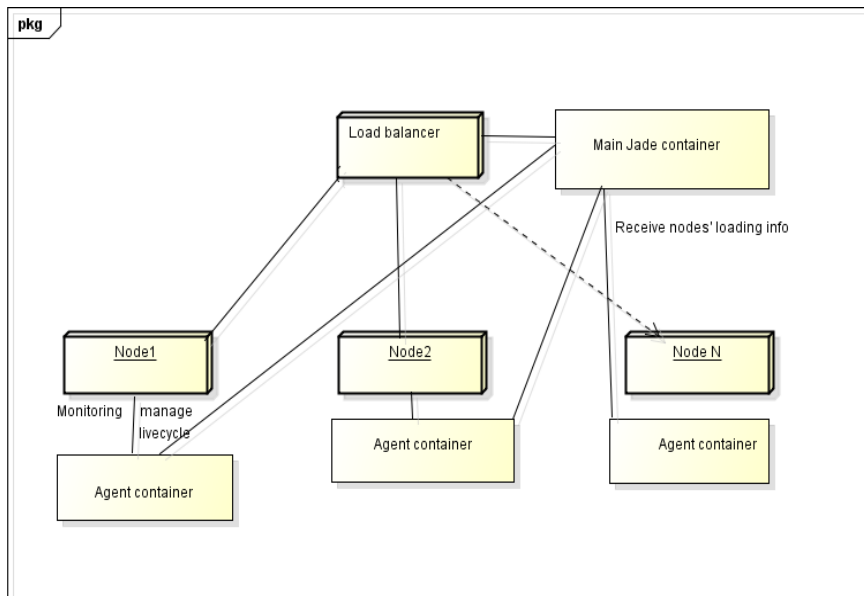 pkg
Load balancer
Main Jade container
Receive nodes' loading info
Node1
Node2
Node N
Monitoring
manage
livecycle
Agent container
Agent container
Agent container